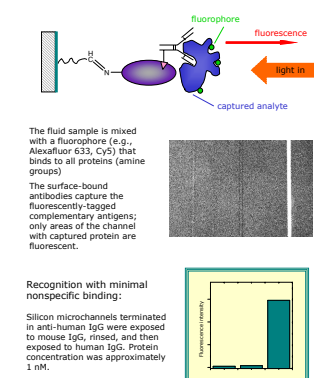 fluorophore
fluorescence
H
C
N
light in
captured analyte
The fluid sample is mixed
with a fluorophore (e.g.,
Alexafluor 633, Cy5) that
binds to all proteins (amine
groups)
The surface-bound
antibodies capture the
fluorescently-tagged
complementary antigens;
only areas of the channel
with captured protein are
fluorescent.
Recognition with minimal
nonspecific binding:
Silicon microchannels terminated
in anti-human IgG were exposed
to mouse IgG, rinsed, and then
exposed to human IgG. Protein
concentration was approximately
1 nM.
Fluorescence intensity